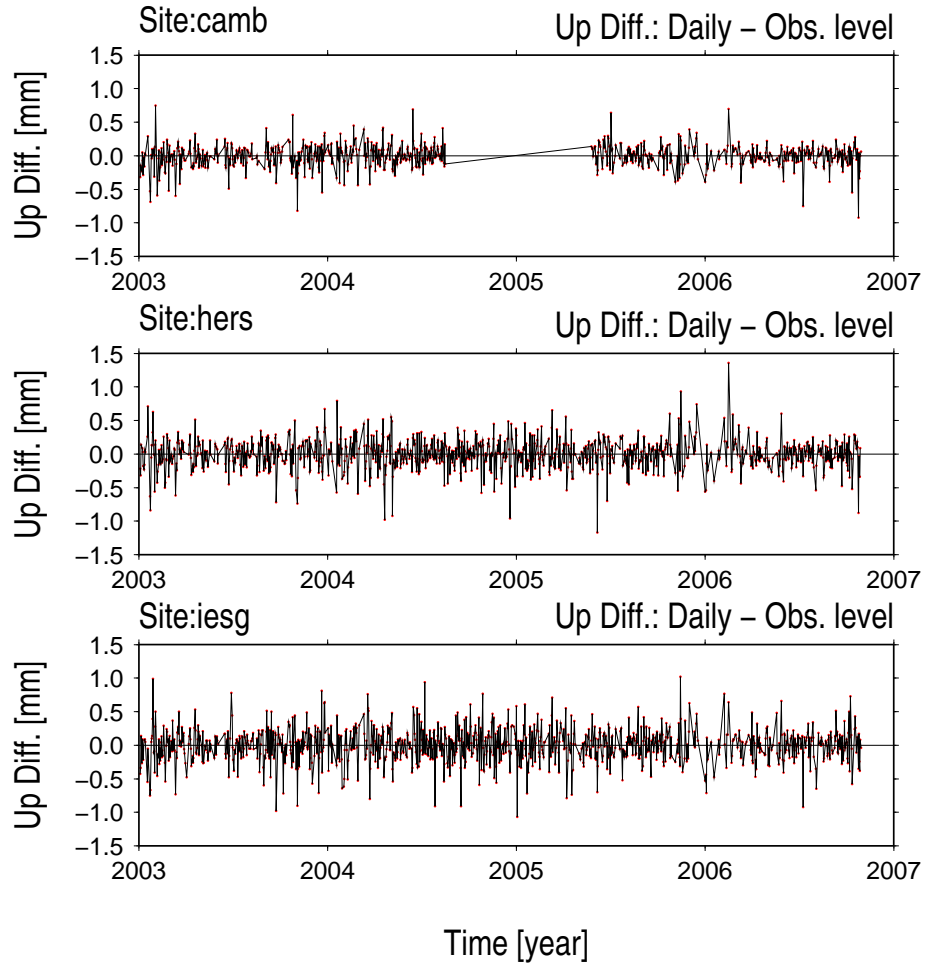 Site:camb Up Diff.: Daily − Obs. level
1.5
1.0
0.5
0.0
−0.5
−1.0
−1.5
Up Diff. [mm]
2003 2004 2005 2006 2007
Site:hers Up Diff.: Daily − Obs. level
1.5
1.0
0.5
0.0
−0.5
−1.0
−1.5
Up Diff. [mm]
2003 2004 2005 2006 2007
Site:iesg Up Diff.: Daily − Obs. level
1.5
1.0
0.5
0.0
−0.5
−1.0
−1.5
Up Diff. [mm]
2003 2004 2005 2006 2007
Time [year]